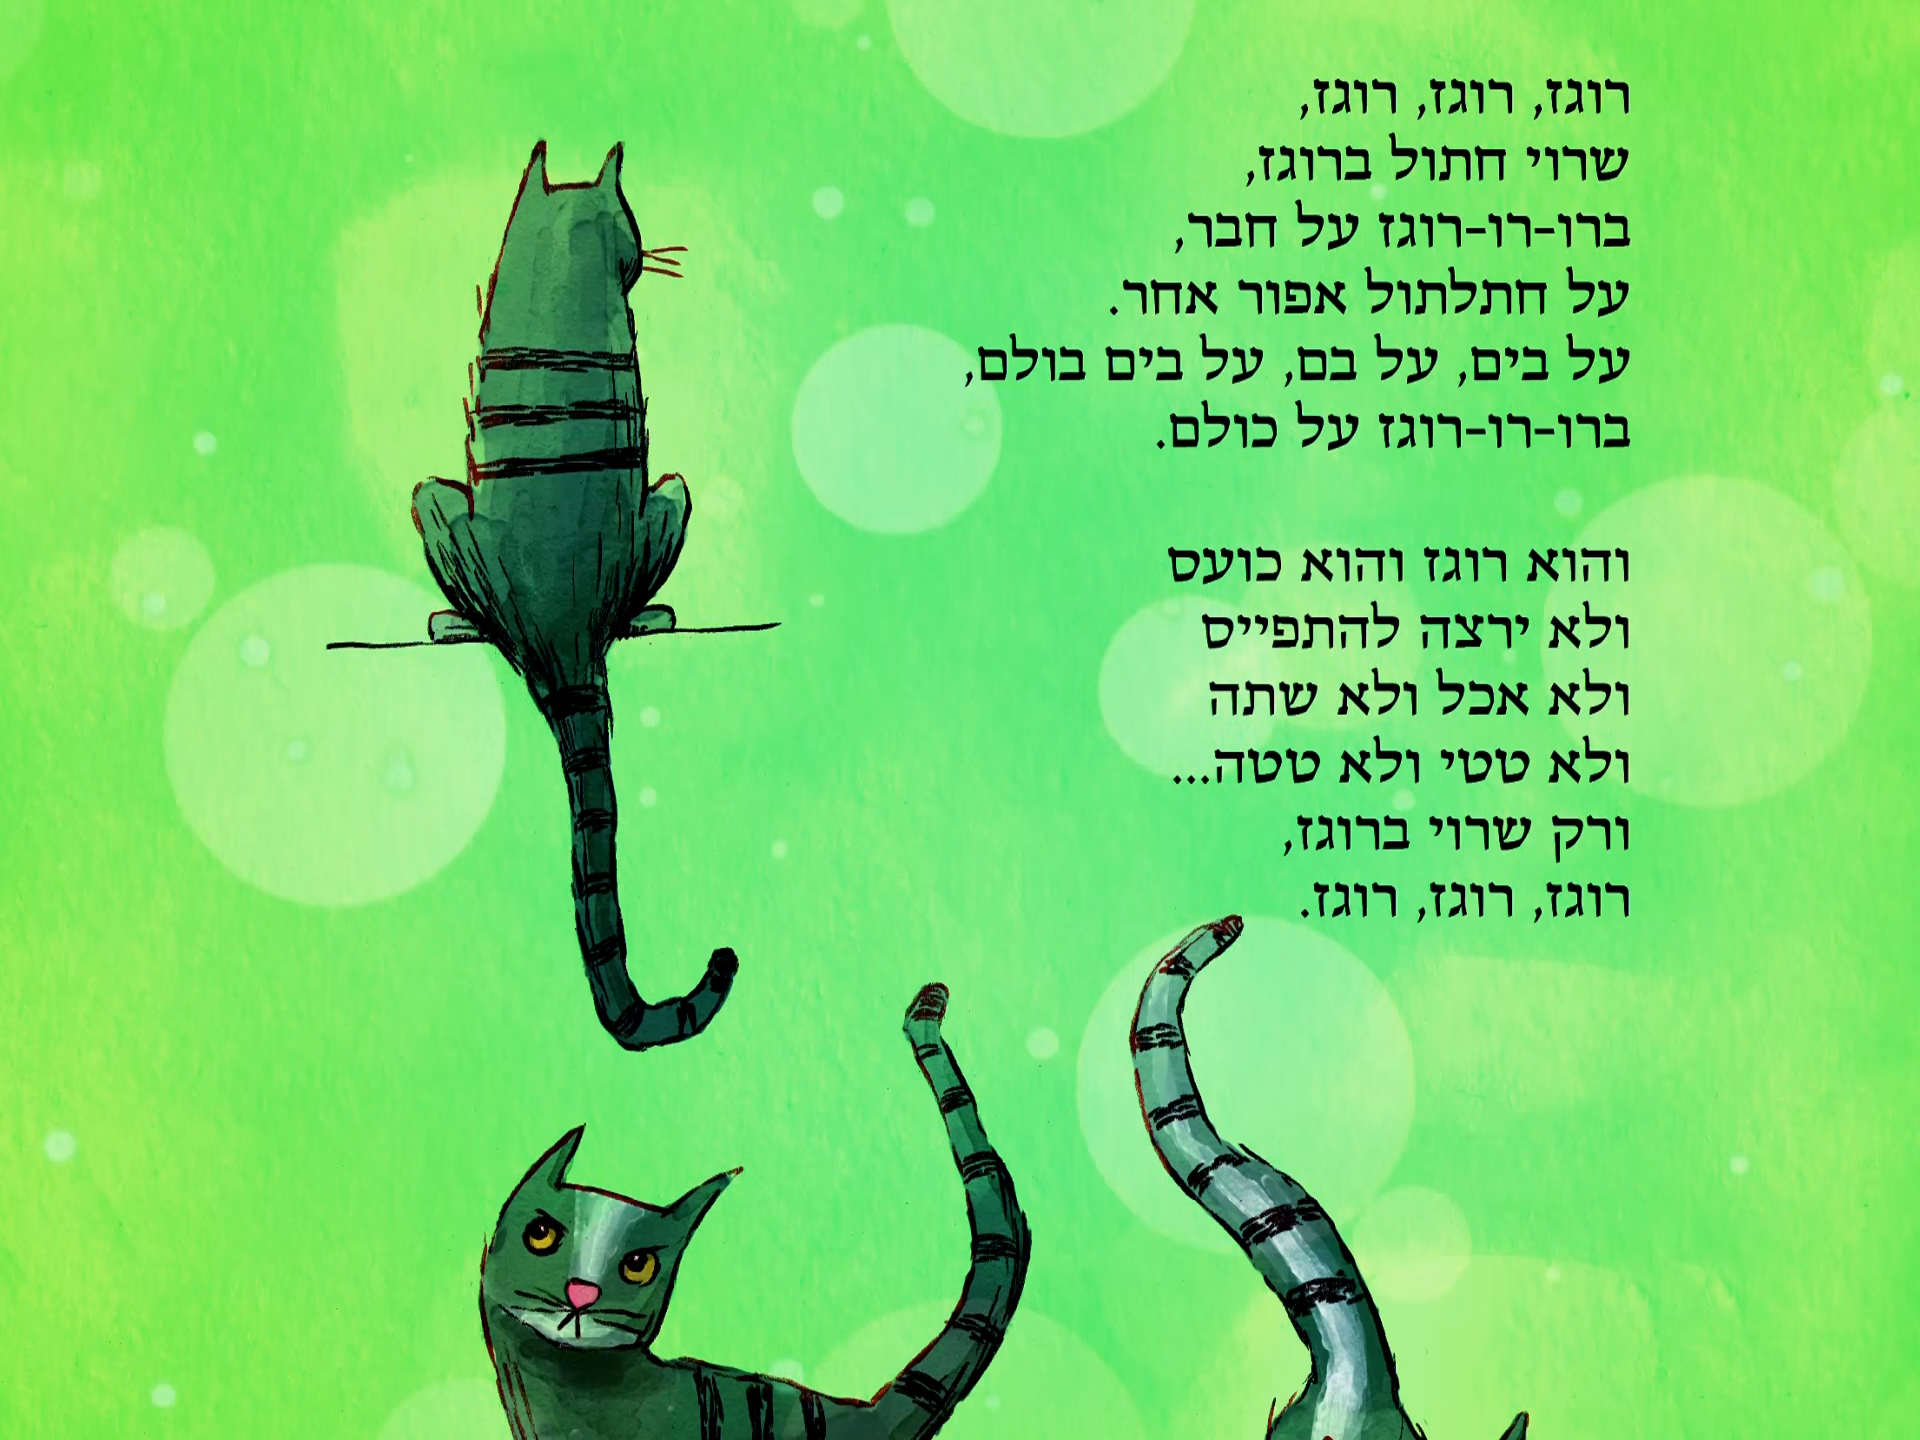 רוגז, רוגז, רוגז,
שרוי חתול ברוגז,
ברו-רו-רוגז על חבר,
על חתלתול אפור אחר.
על בים, על בם, על בים בולם,
ברו-רו-רוגז על כולם.
והוא רוגז והוא כועס
ולא ירצה להתפייס
ולא אכל ולא שתה
ולא טטי ולא טטה...
ורק שרוי ברוגז,
רוגז, רוגז, רוגז.